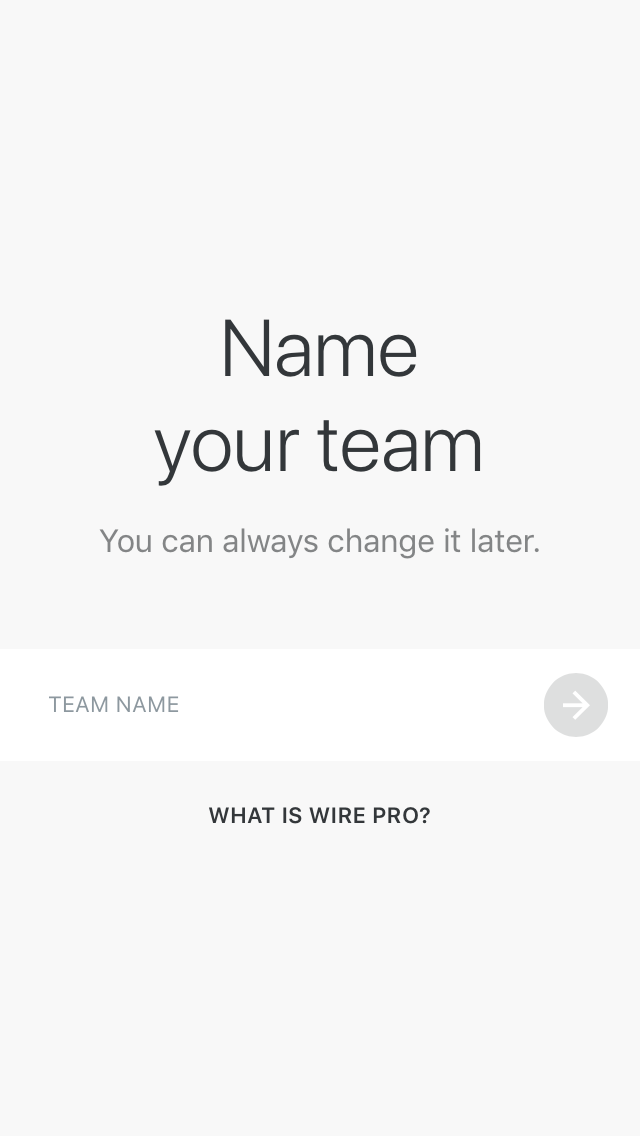 Name
your team
You can always change it later.
TEAM NAME
WHAT IS WIRE PRO?